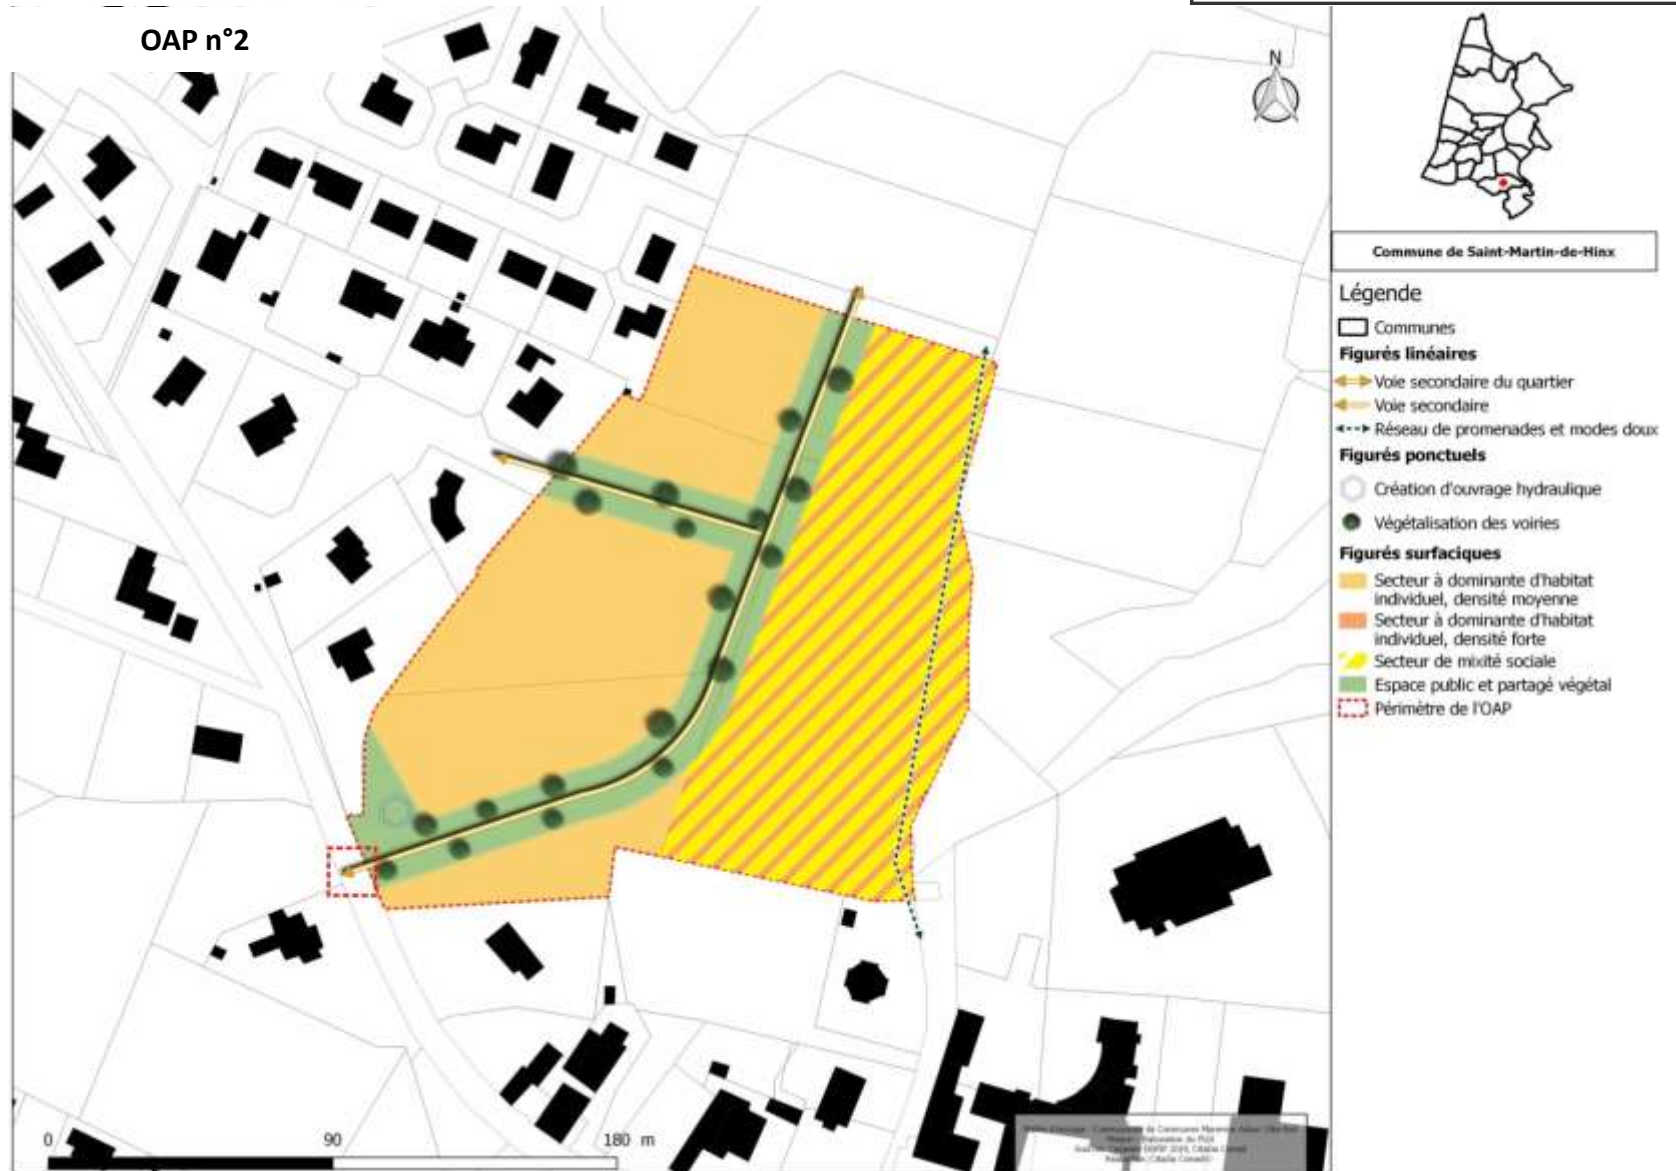 OAP n°2
N
Commune de Saint-Martin-de-Hinx
Légende
Communes
Figurés linéaires
Voie secondaire du quartier
Voie secondaire
Réseau de promenades et modes doux
Figurés ponctuels
Création d'ouvrage hydraulique
Végétalisation des voiries
Figurés surfaciques
Secteur à dominante d'habitat
individuel, densité moyenne
Secteur à dominante d'habitat
individuel, densité forte
Secteur de mixité sociale
Espace public et partagé végétal
Périmètre de l'OAP
0 90 180 m